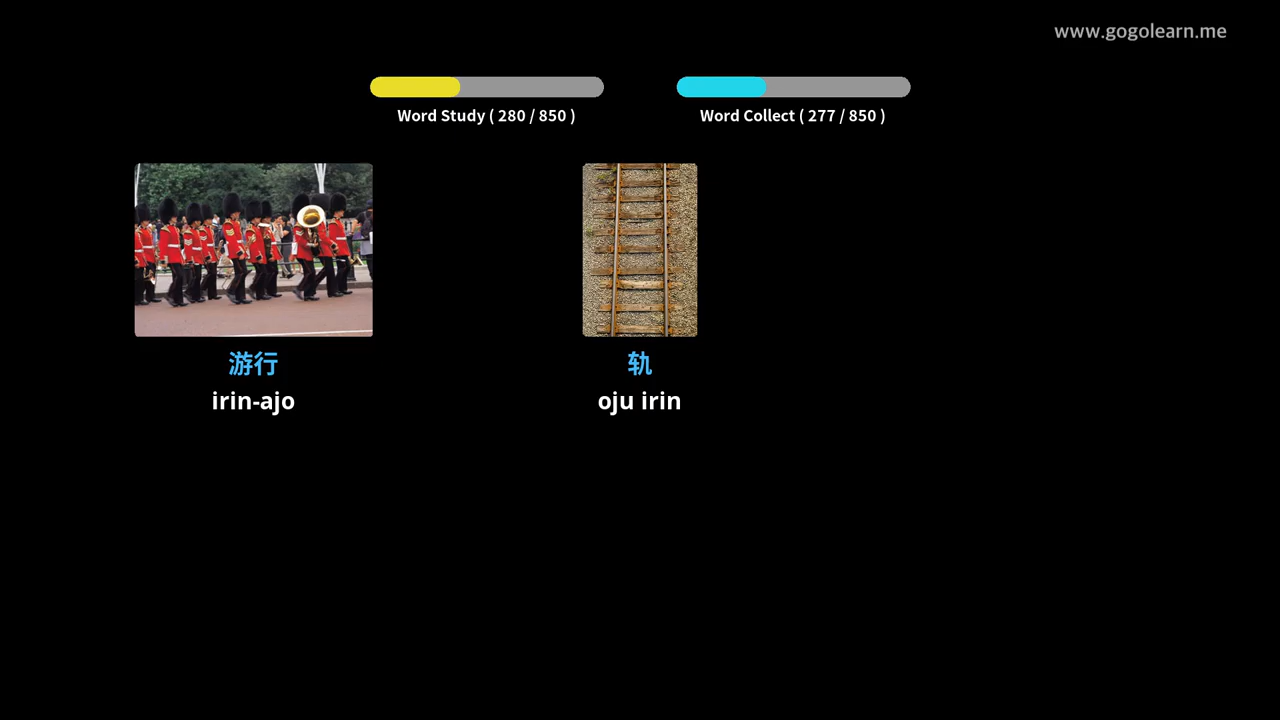 www.gogolearn.me
Word Study ( 280 / 850 )
Word Collect ( 277 / 850 )
游行
irin-ajo
轨
oju irin